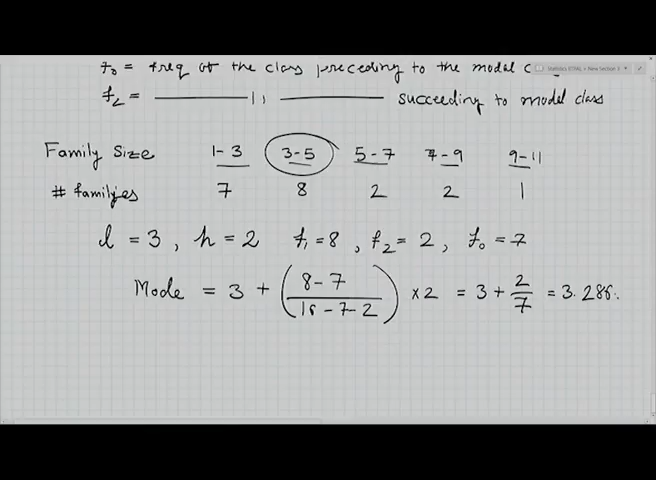 f₀ = freq of the class preceding to the modal
f₂ = ———— 11, ———— succeeding to modal class
Family Size 1-3 3-5 5-7 7-9 9-11
# families 7 8 2 2 1
l = 3, h = 2 f₁ = 8, f₂ = 2, f₀ = 7
Mode = 3 + (8-7 / 16-7-2) × 2 = 3 + 2/7 = 3.286.